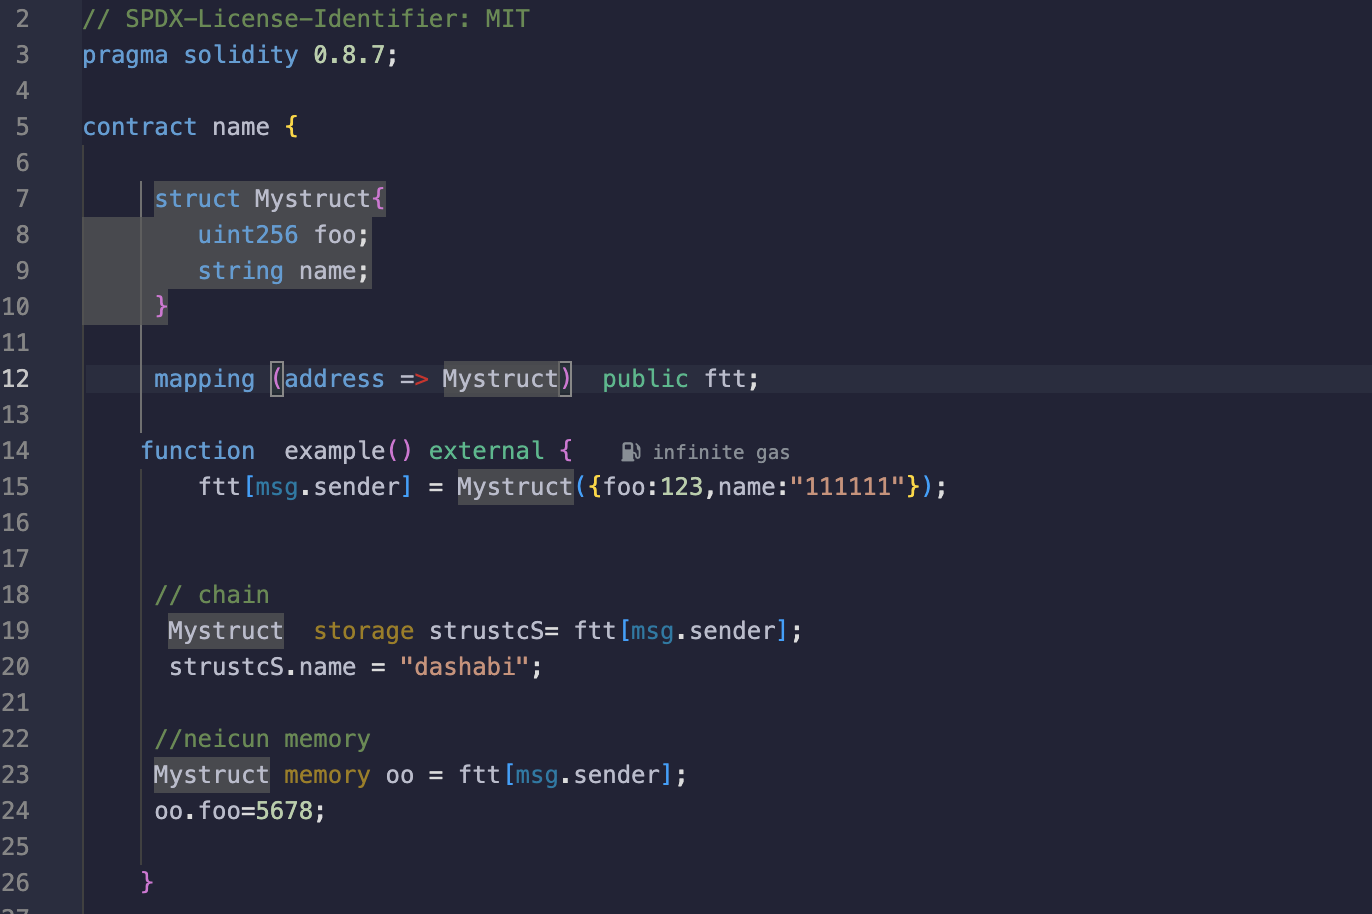 2 // SPDX-License-Identifier: MIT
3 pragma solidity 0.8.7;
4
5 contract name {
6
7 struct Mystruct{
8 uint256 foo;
9 string name;
10 }
11
12 mapping (address => Mystruct)  public ftt;
13
14 function  example() external { infinite gas
15 ftt[msg.sender] = Mystruct({foo:123,name:"111111"});
16
17
18 // chain
19 Mystruct  storage strustcS= ftt[msg.sender];
20 strustcS.name = "dashabi";
21
22 //neicun memory
23 Mystruct memory oo = ftt[msg.sender];
24 oo.foo=5678;
25
26 }
27